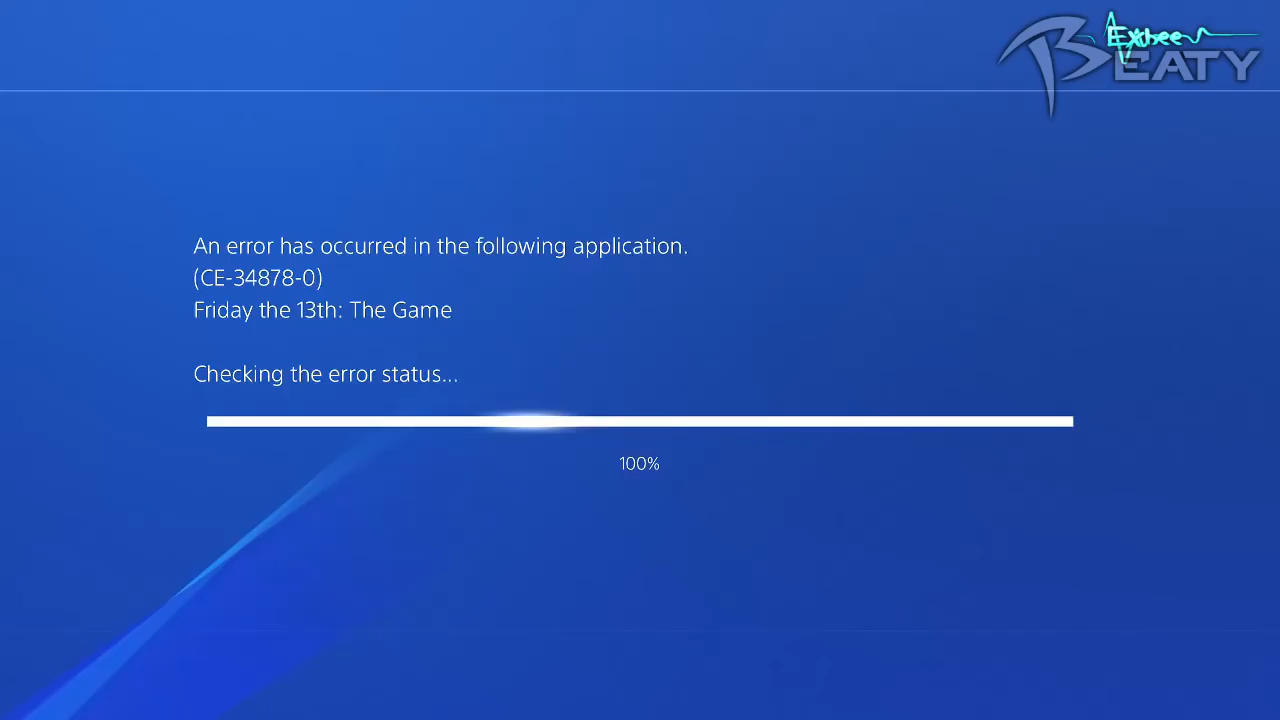 Exbee
BEATY
An error has occurred in the following application.
(CE-34878-0)
Friday the 13th: The Game
Checking the error status...
100%